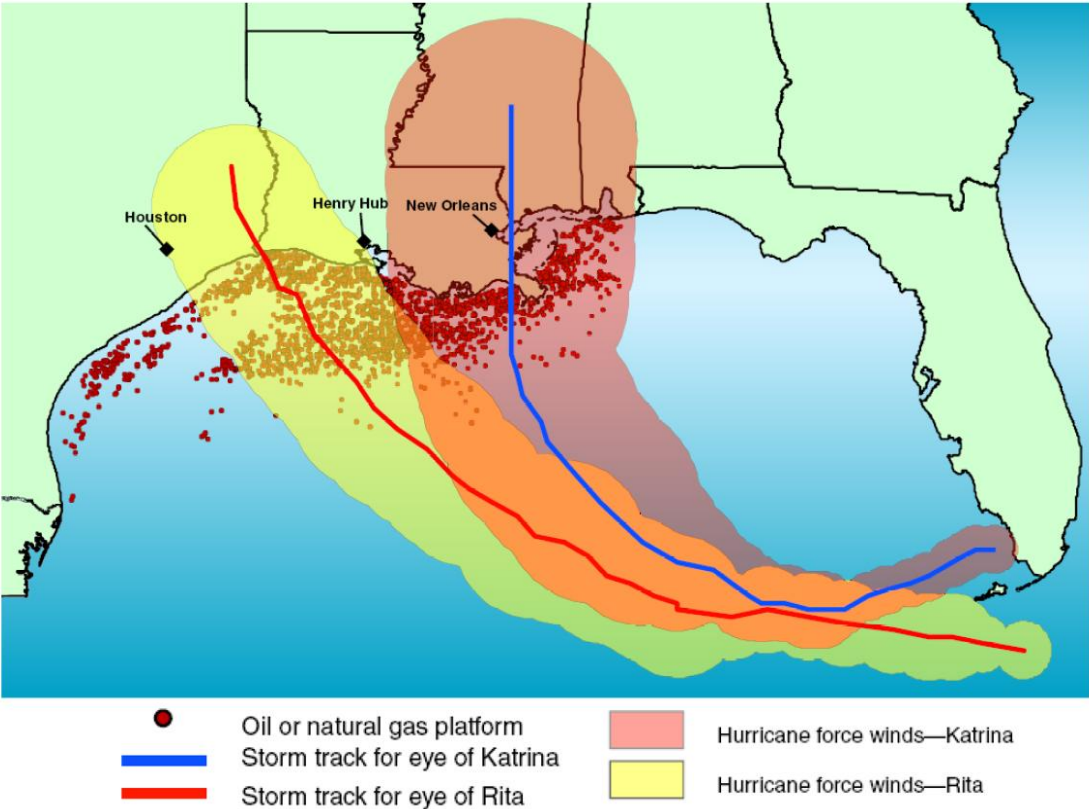 Houston
Henry Hub
New Orleans
Oil or natural gas platform
Storm track for eye of Katrina
Storm track for eye of Rita
Hurricane force winds—Katrina
Hurricane force winds—Rita